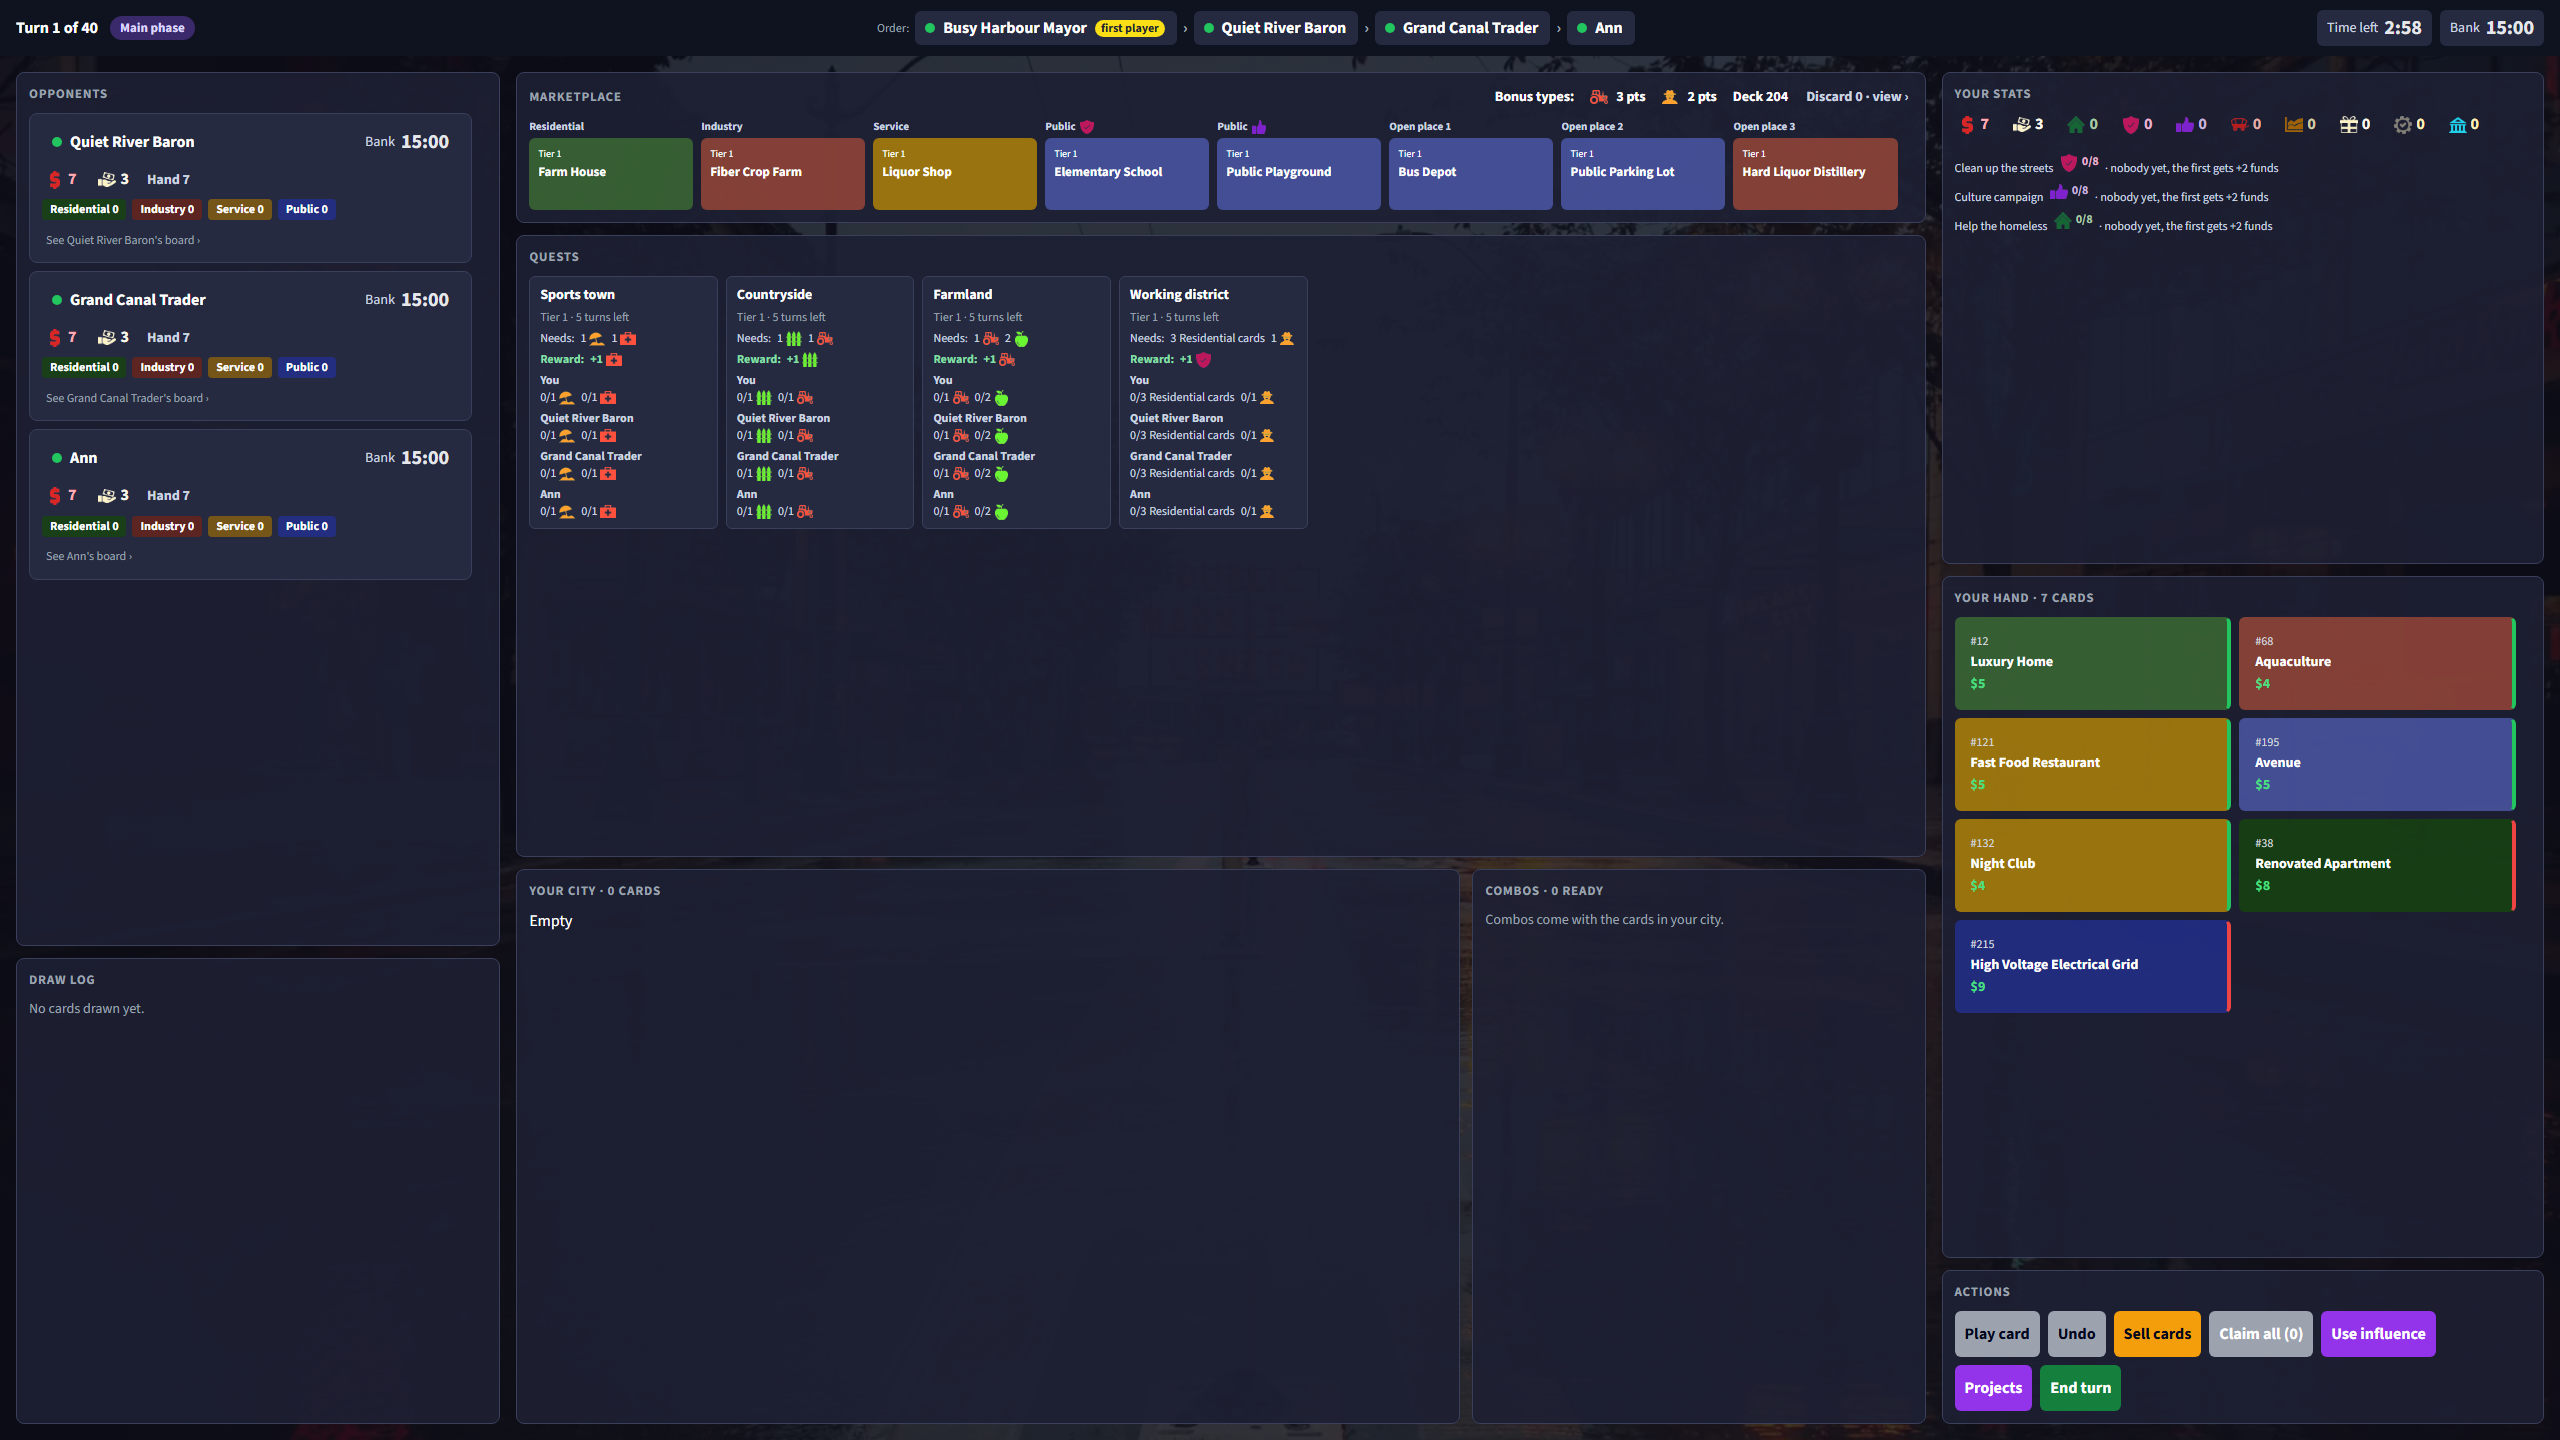 Turn 1 of 40
Main phase
Order:
Busy Harbour Mayor first player › Quiet River Baron › Grand Canal Trader › Ann
Time left 2:58
Bank 15:00
OPPONENTS
Quiet River Baron
Bank 15:00
7 3 Hand 7
Residential 0 Industry 0 Service 0 Public 0
See Quiet River Baron's board ›
Grand Canal Trader
Bank 15:00
7 3 Hand 7
Residential 0 Industry 0 Service 0 Public 0
See Grand Canal Trader's board ›
Ann
Bank 15:00
7 3 Hand 7
Residential 0 Industry 0 Service 0 Public 0
See Ann's board ›
DRAW LOG
No cards drawn yet.
MARKETPLACE
Bonus types: 3 pts 2 pts Deck 204 Discard 0 · view ›
Residential
Tier 1
Farm House
Industry
Tier 1
Fiber Crop Farm
Service
Tier 1
Liquor Shop
Public
Tier 1
Elementary School
Public
Tier 1
Public Playground
Open place 1
Tier 1
Bus Depot
Open place 2
Tier 1
Public Parking Lot
Open place 3
Tier 1
Hard Liquor Distillery
QUESTS
Sports town
Tier 1 · 5 turns left
Needs: 1 1
Reward: +1
You
0/1 0/1
Quiet River Baron
0/1 0/1
Grand Canal Trader
0/1 0/1
Ann
0/1 0/1
Countryside
Tier 1 · 5 turns left
Needs: 1 1
Reward: +1
You
0/1 0/1
Quiet River Baron
0/1 0/1
Grand Canal Trader
0/1 0/1
Ann
0/1 0/1
Farmland
Tier 1 · 5 turns left
Needs: 1 2
Reward: +1
You
0/1 0/2
Quiet River Baron
0/1 0/2
Grand Canal Trader
0/1 0/2
Ann
0/1 0/2
Working district
Tier 1 · 5 turns left
Needs: 3 Residential cards 1
Reward: +1
You
0/3 Residential cards 0/1
Quiet River Baron
0/3 Residential cards 0/1
Grand Canal Trader
0/3 Residential cards 0/1
Ann
0/3 Residential cards 0/1
YOUR CITY · 0 CARDS
Empty
COMBOS · 0 READY
Combos come with the cards in your city.
YOUR STATS
7 3 0 0 0 0 0 0 0 0
Clean up the streets 0/8 · nobody yet, the first gets +2 funds
Culture campaign 0/8 · nobody yet, the first gets +2 funds
Help the homeless 0/8 · nobody yet, the first gets +2 funds
YOUR HAND · 7 CARDS
#12
Luxury Home
$5
#68
Aquaculture
$4
#121
Fast Food Restaurant
$5
#195
Avenue
$5
#132
Night Club
$4
#38
Renovated Apartment
$8
#215
High Voltage Electrical Grid
$9
ACTIONS
Play card
Undo
Sell cards
Claim all (0)
Use influence
Projects
End turn